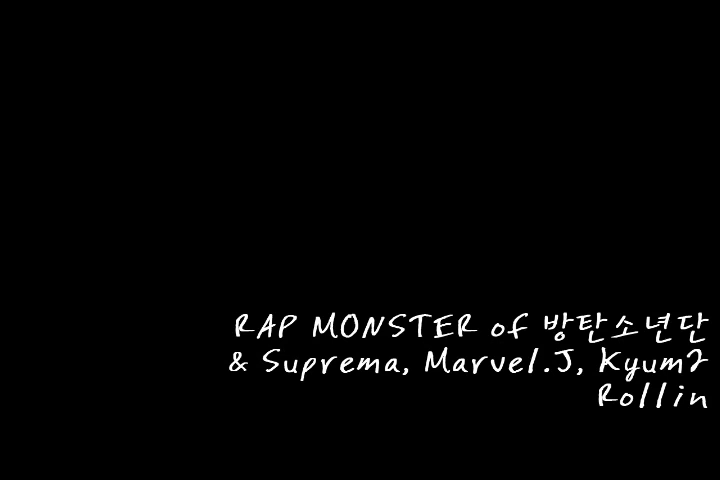 RAP MONSTER of 방탄소년단
& Suprema, Marvel.J, Kyum2
Rollin